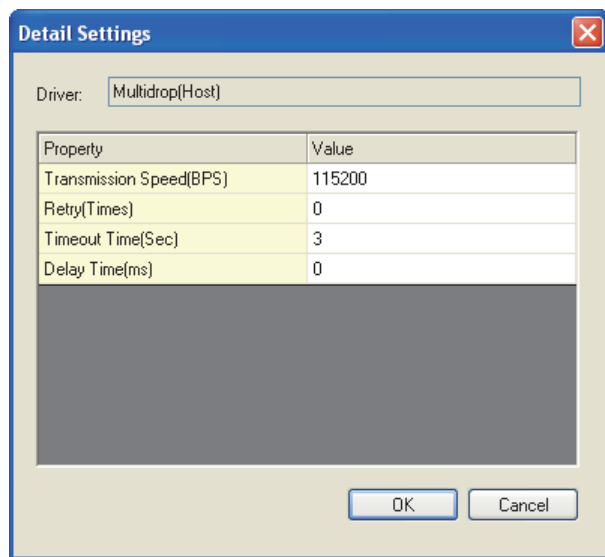 Detail Settings
Driver: Multidrop(Host)
Property Value
Transmission Speed(BPS) 115200
Retry(Times) 0
Timeout Time(Sec) 3
Delay Time(ms) 0
OK Cancel